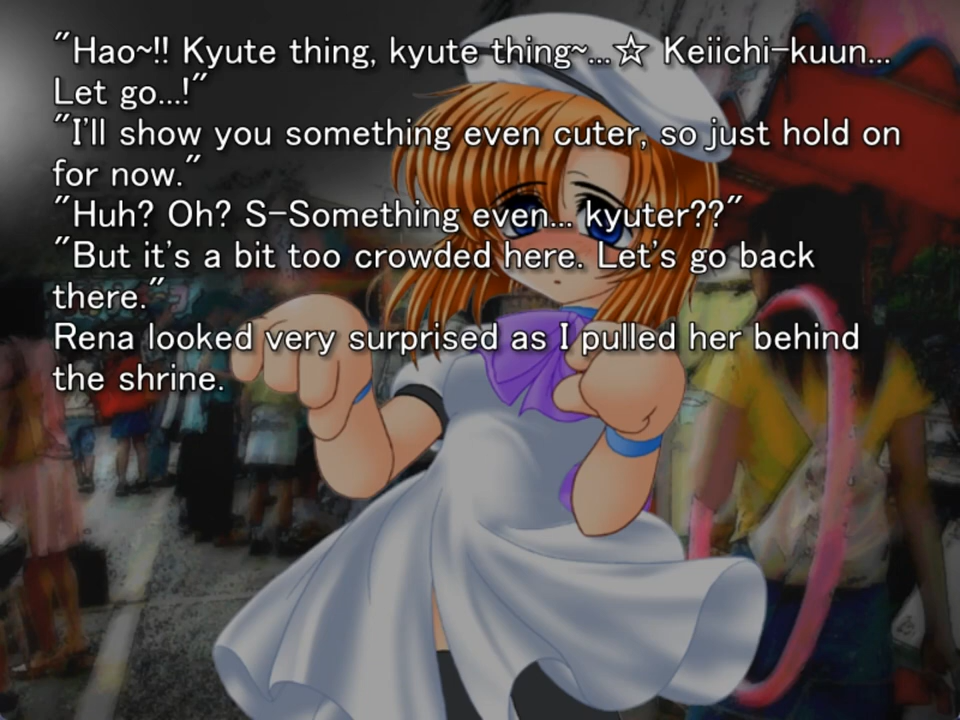 "Hao~!! Kyute thing, kyute thing~...☆ Keiichi-kuun...
Let go...!"
"I'll show you something even cuter, so just hold on
for now."
"Huh? Oh? S-Something even... kyuter??"
"But it's a bit too crowded here. Let's go back
there."
Rena looked very surprised as I pulled her behind
the shrine.